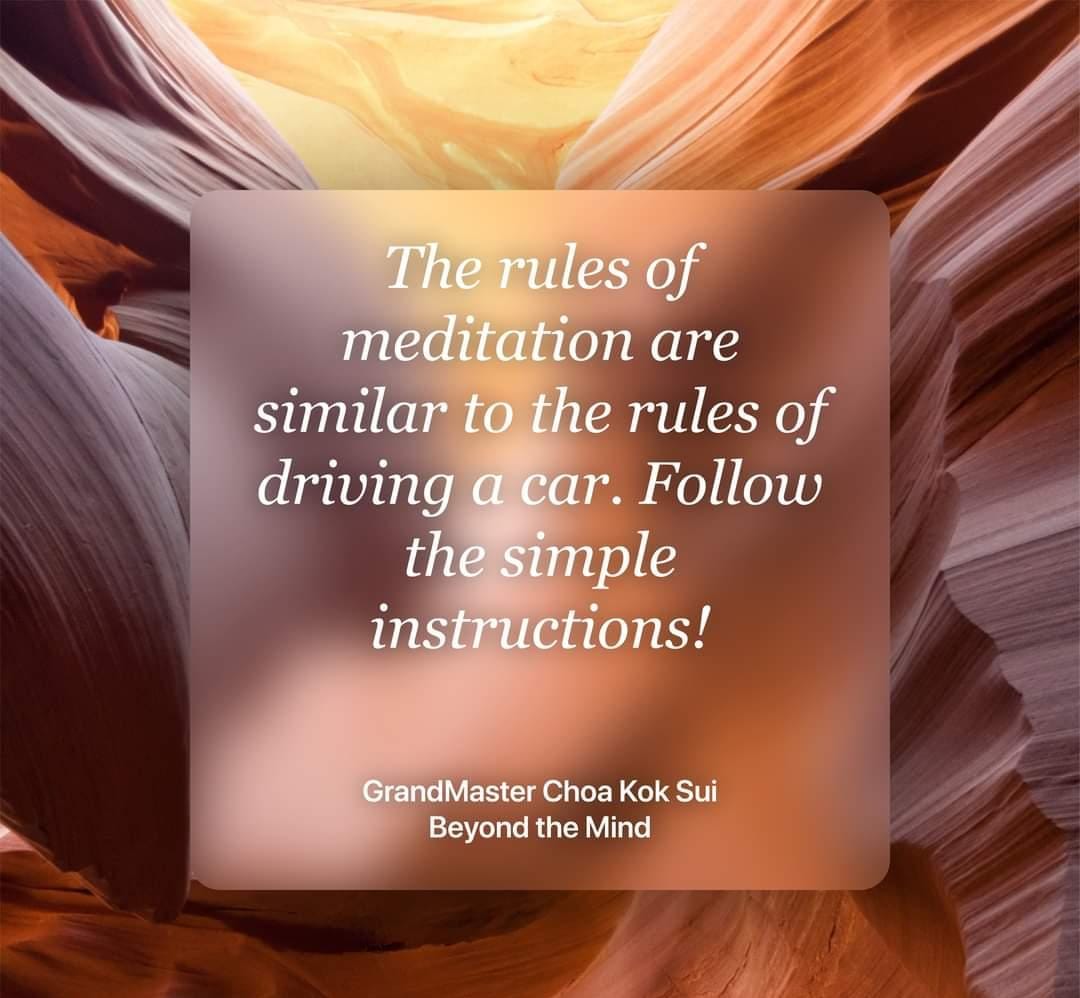 The rules of
meditation are
similar to the rules of
driving a car. Follow
the simple
instructions!
GrandMaster Choa Kok Sui
Beyond the Mind